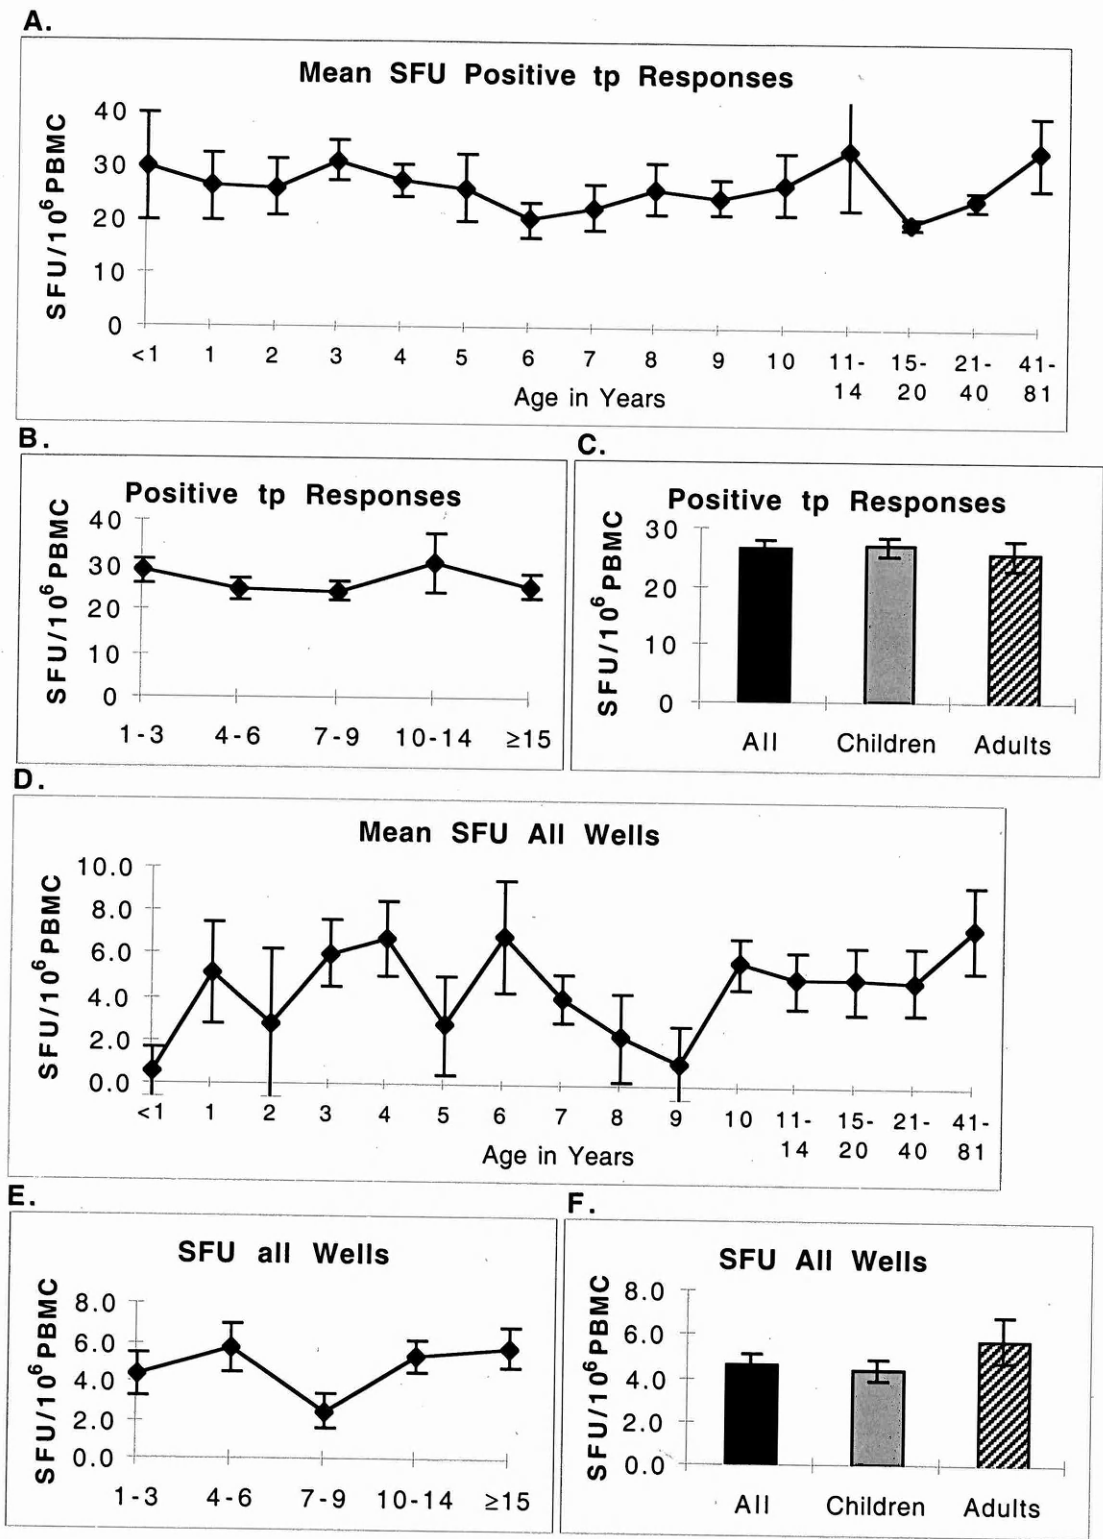 A.
Mean SFU Positive tp Responses
SFU/10⁶PBMC
40
30
20
10
0
<1 1 2 3 4 5 6 7 8 9 10 11-14 15-20 21-40 41-81
Age in Years
B.
Positive tp Responses
SFU/10⁶PBMC
40
30
20
10
0
1-3 4-6 7-9 10-14 ≥15
C.
Positive tp Responses
SFU/10⁶PBMC
30
20
10
0
All Children Adults
D.
Mean SFU All Wells
SFU/10⁶PBMC
10.0
8.0
6.0
4.0
2.0
0.0
<1 1 2 3 4 5 6 7 8 9 10 11-14 15-20 21-40 41-81
Age in Years
E.
SFU all Wells
SFU/10⁶PBMC
8.0
6.0
4.0
2.0
0.0
1-3 4-6 7-9 10-14 ≥15
F.
SFU All Wells
SFU/10⁶PBMC
8.0
6.0
4.0
2.0
0.0
All Children Adults